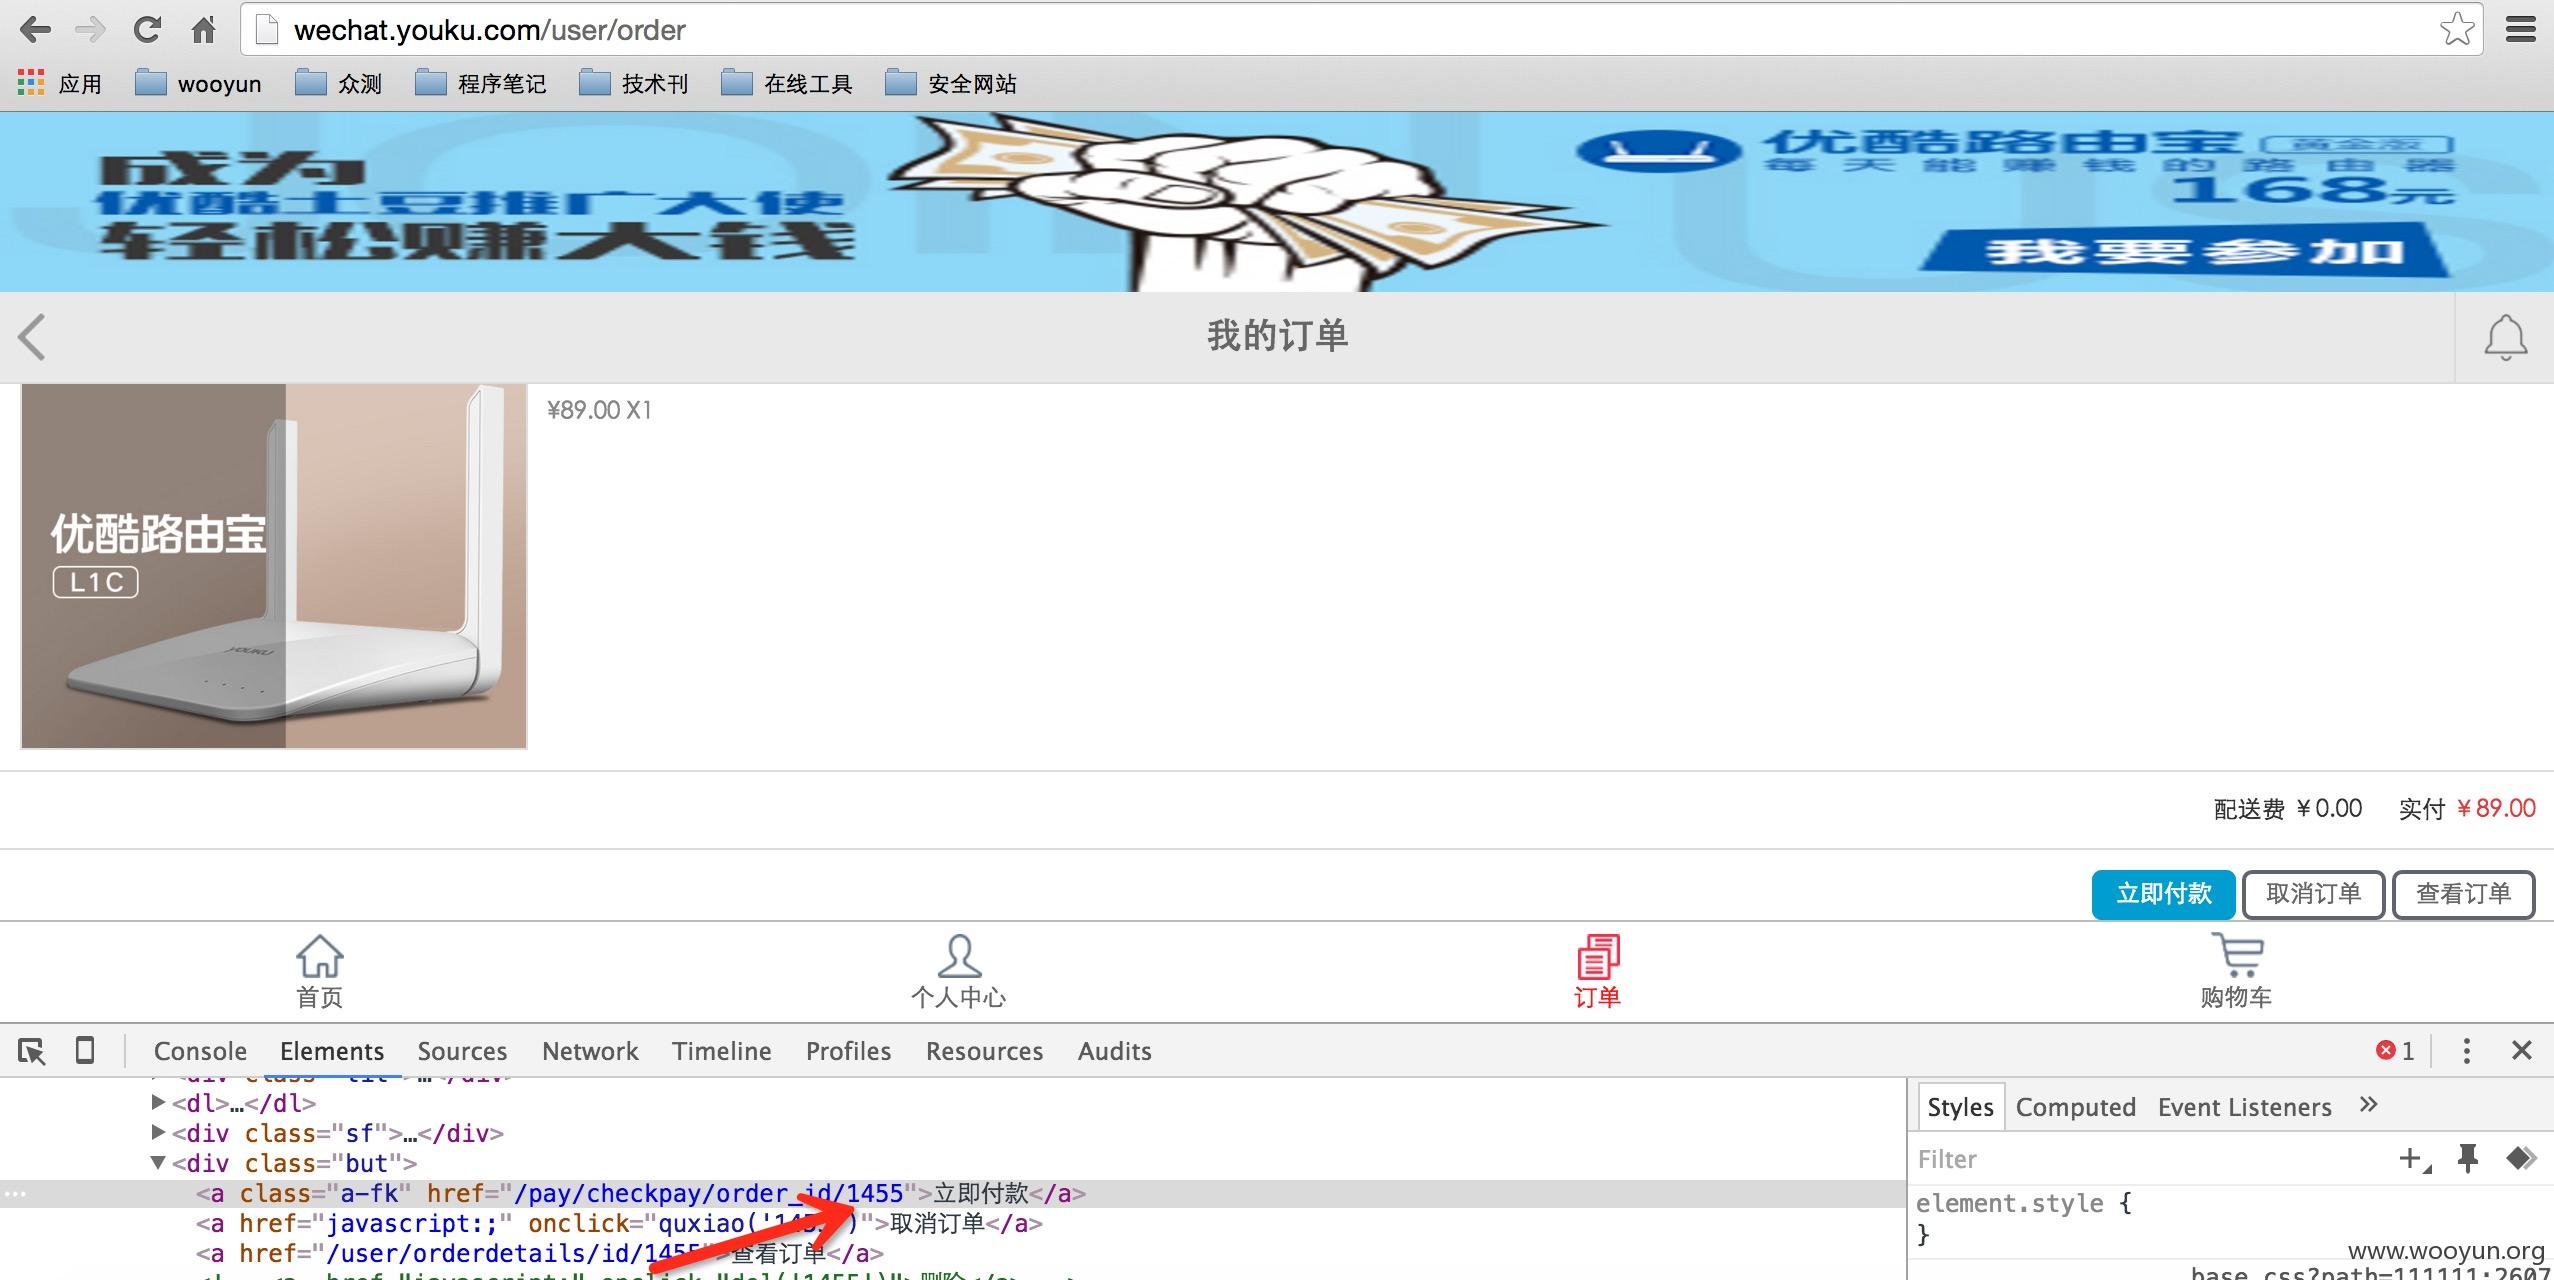 wechat.youku.com/user/order
应用 wooyun 众测 程序笔记 技术刊 在线工具 安全网站
成为
优酷土豆推广大使
轻松须赚大钱
优酷路由宝 黄金版
每天能赚钱的路由器
168元
我要参加
我的订单
¥89.00 X1
优酷路由宝
L1C
youku
配送费 ¥0.00 实付 ¥89.00
立即付款 取消订单 查看订单
首页 个人中心 订单 购物车
Console Elements Sources Network Timeline Profiles Resources Audits 1
<dl>…</dl>
<div class="sf">…</div>
<div class="but">
<a class="a-fk" href="/pay/checkpay/order_id/1455">立即付款</a>
<a href="javascript:;" onclick="quxiao('1455')">取消订单</a>
<a href="/user/orderdetails/id/1455">查看订单</a>
Styles Computed Event Listeners »
Filter
element.style {
}
www.wooyun.org
base.css?path=111111:2607